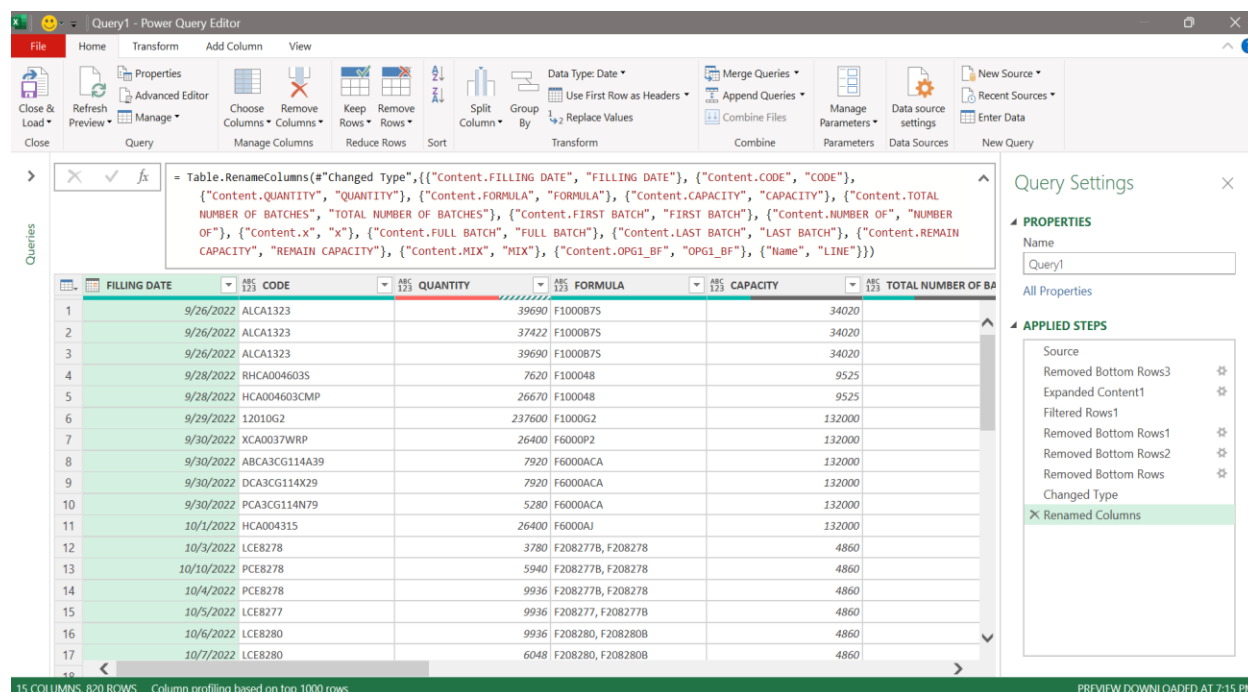 Query1 - Power Query Editor
File Home Transform Add Column View
Close & Load
Close
Refresh Preview
Properties
Advanced Editor
Manage
Query
Choose Columns
Remove Columns
Manage Columns
Keep Rows
Remove Rows
Reduce Rows
Sort
Split Column
Group By
Data Type: Date
Use First Row as Headers
Replace Values
Transform
Merge Queries
Append Queries
Combine Files
Combine
Manage Parameters
Parameters
Data source settings
Data Sources
New Source
Recent Sources
Enter Data
New Query
Queries
fx
= Table.RenameColumns(#"Changed Type",{{"Content.FILLING DATE", "FILLING DATE"}, {"Content.CODE", "CODE"},
{"Content.QUANTITY", "QUANTITY"}, {"Content.FORMULA", "FORMULA"}, {"Content.CAPACITY", "CAPACITY"}, {"Content.TOTAL
NUMBER OF BATCHES", "TOTAL NUMBER OF BATCHES"}, {"Content.FIRST BATCH", "FIRST BATCH"}, {"Content.NUMBER OF", "NUMBER
OF"}, {"Content.x", "x"}, {"Content.FULL BATCH", "FULL BATCH"}, {"Content.LAST BATCH", "LAST BATCH"}, {"Content.REMAIN
CAPACITY", "REMAIN CAPACITY"}, {"Content.MIX", "MIX"}, {"Content.OPG1_BF", "OPG1_BF"}, {"Name", "LINE"}})
FILLING DATE ABC 123 CODE ABC 123 QUANTITY ABC 123 FORMULA ABC 123 CAPACITY ABC 123 TOTAL NUMBER OF BA
1 9/26/2022 ALCA1323 39690 F1000B7S 34020
2 9/26/2022 ALCA1323 37422 F1000B7S 34020
3 9/26/2022 ALCA1323 39690 F1000B7S 34020
4 9/28/2022 RHCA004603S 7620 F100048 9525
5 9/28/2022 HCA004603CMP 26670 F100048 9525
6 9/29/2022 12010G2 237600 F1000G2 132000
7 9/30/2022 XCA0037WRP 26400 F6000P2 132000
8 9/30/2022 ABCA3CG114A39 7920 F6000ACA 132000
9 9/30/2022 DCA3CG114X29 7920 F6000ACA 132000
10 9/30/2022 PCA3CG114N79 5280 F6000ACA 132000
11 10/1/2022 HCA004315 26400 F6000AJ 132000
12 10/3/2022 LCE8278 3780 F208277B, F208278 4860
13 10/10/2022 PCE8278 5940 F208277B, F208278 4860
14 10/4/2022 PCE8278 9936 F208277B, F208278 4860
15 10/5/2022 LCE8277 9936 F208277, F208277B 4860
16 10/6/2022 LCE8280 9936 F208280, F208280B 4860
17 10/7/2022 LCE8280 6048 F208280, F208280B 4860
18
Query Settings
PROPERTIES
Name
Query1
All Properties
APPLIED STEPS
Source
Removed Bottom Rows3
Expanded Content1
Filtered Rows1
Removed Bottom Rows1
Removed Bottom Rows2
Removed Bottom Rows
Changed Type
Renamed Columns
15 COLUMNS, 820 ROWS Column profiling based on top 1000 rows PREVIEW DOWNLOADED AT 7:15 PM